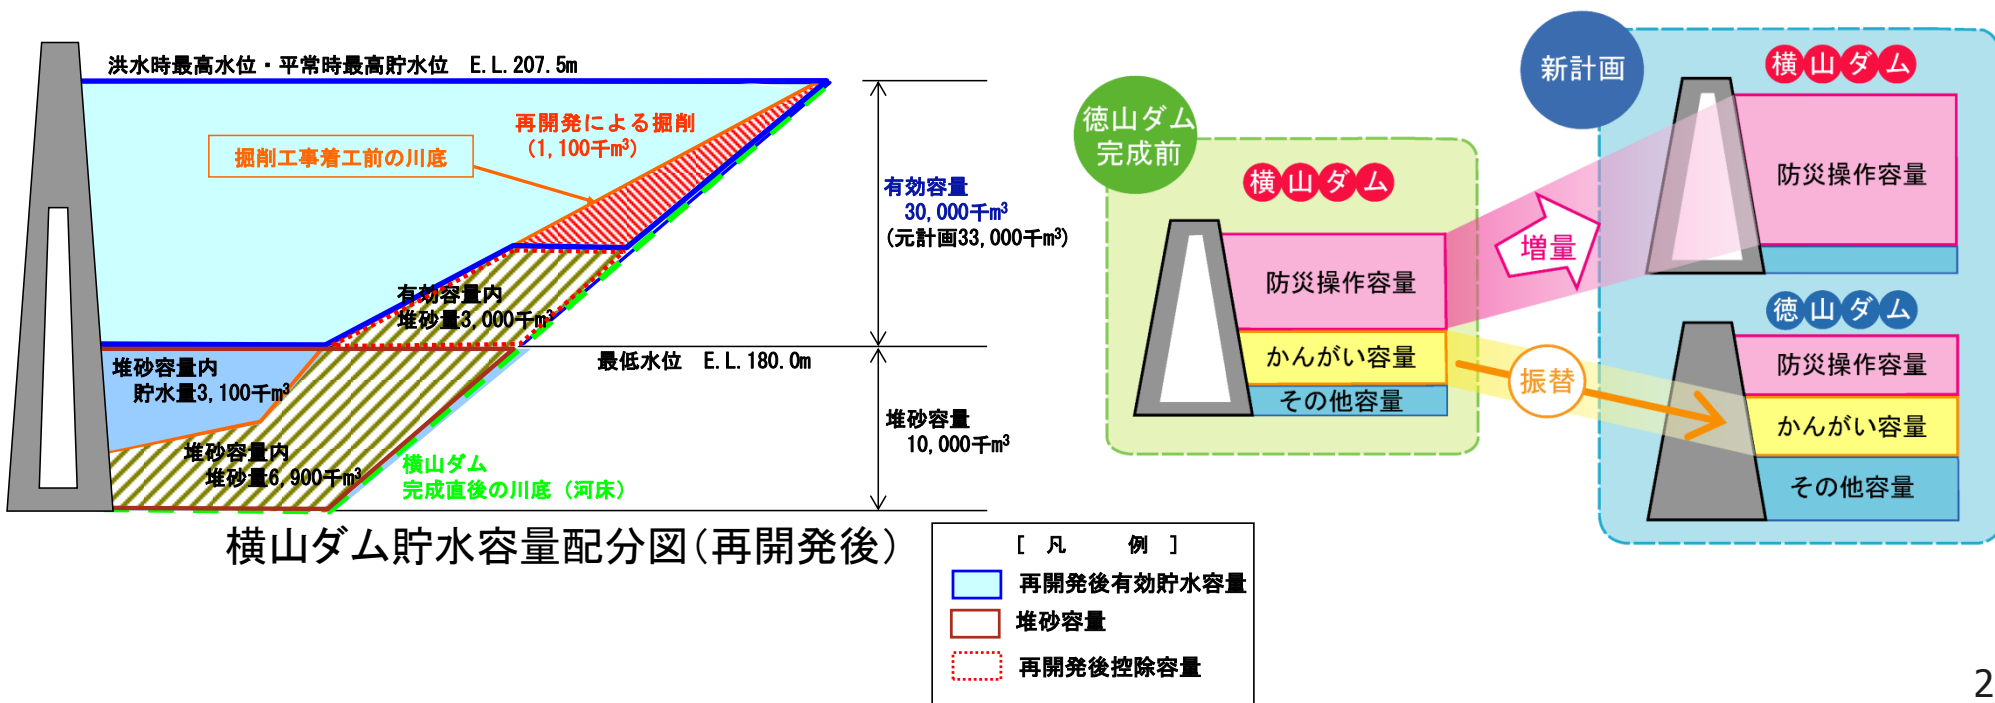 洪水時最高水位・平常時最高貯水位 E.L.207.5m
再開発による掘削
(1,100千m³)
掘削工事着工前の川底
有効容量
30,000千m³
(元計画33,000千m³)
有効容量内
堆砂量3,000千m³
最低水位 E.L.180.0m
堆砂容量内
貯水量3,100千m³
堆砂容量
10,000千m³
堆砂容量内
堆砂量6,900千m³
横山ダム
完成直後の川底（河床）
横山ダム貯水容量配分図(再開発後)
[ 凡 例 ]
再開発後有効貯水容量
堆砂容量
再開発後控除容量
徳山ダム
完成前
横山ダム
防災操作容量
かんがい容量
その他容量
増量
振替
新計画
横山ダム
防災操作容量
徳山ダム
防災操作容量
かんがい容量
その他容量
2